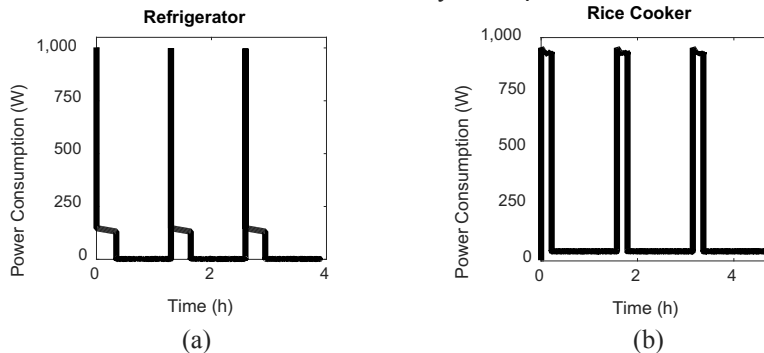 Refrigerator
Power Consumption (W)
1,000
750
500
250
0
0
2
4
Time (h)
(a)
Rice Cooker
Power Consumption (W)
1,000
750
500
250
0
0
2
4
Time (h)
(b)